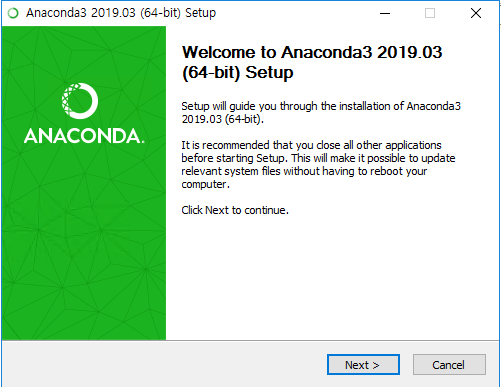 Anaconda3 2019.03 (64-bit) Setup
ANACONDA.
Welcome to Anaconda3 2019.03
(64-bit) Setup
Setup will guide you through the installation of Anaconda3
2019.03 (64-bit).
It is recommended that you close all other applications
before starting Setup. This will make it possible to update
relevant system files without having to reboot your
computer.
Click Next to continue.
Next >
Cancel